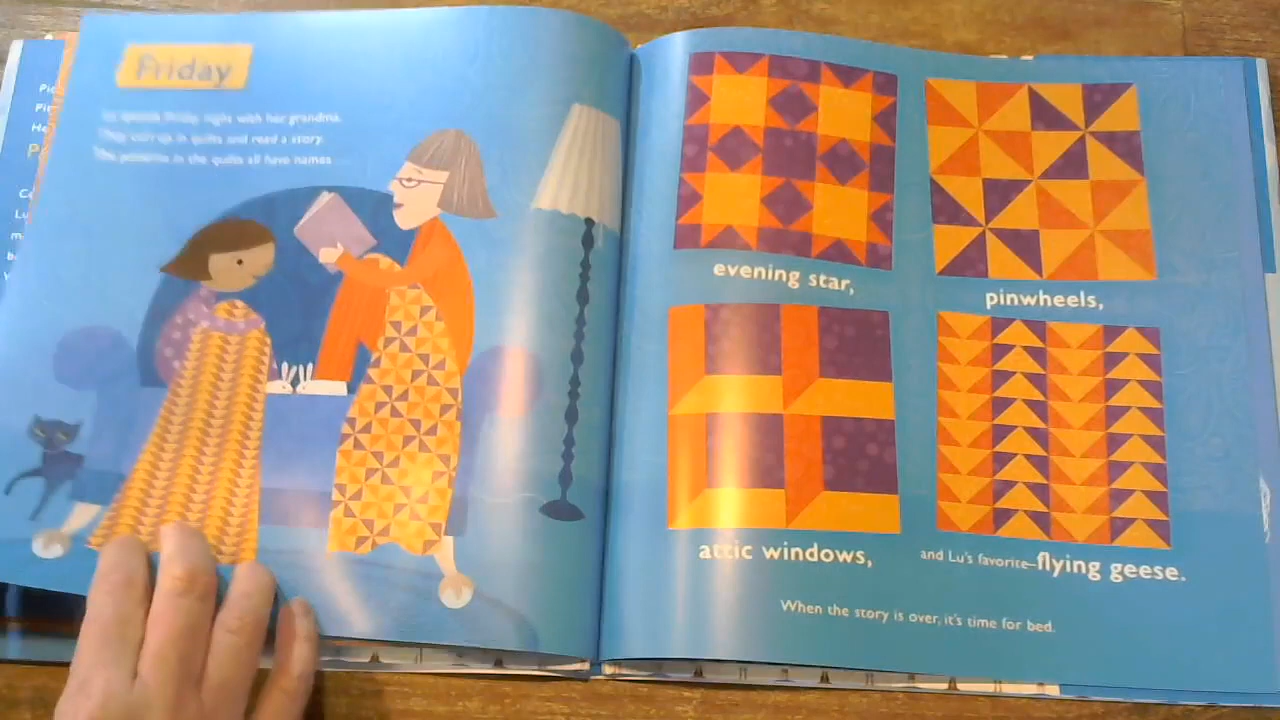 Friday
Lu spends Friday night with her grandma.
They curl up in quilts and read a story.
The patterns in the quilts all have names
evening star,
pinwheels,
attic windows,
and Lu's favorite—flying geese.
When the story is over, it's time for bed.